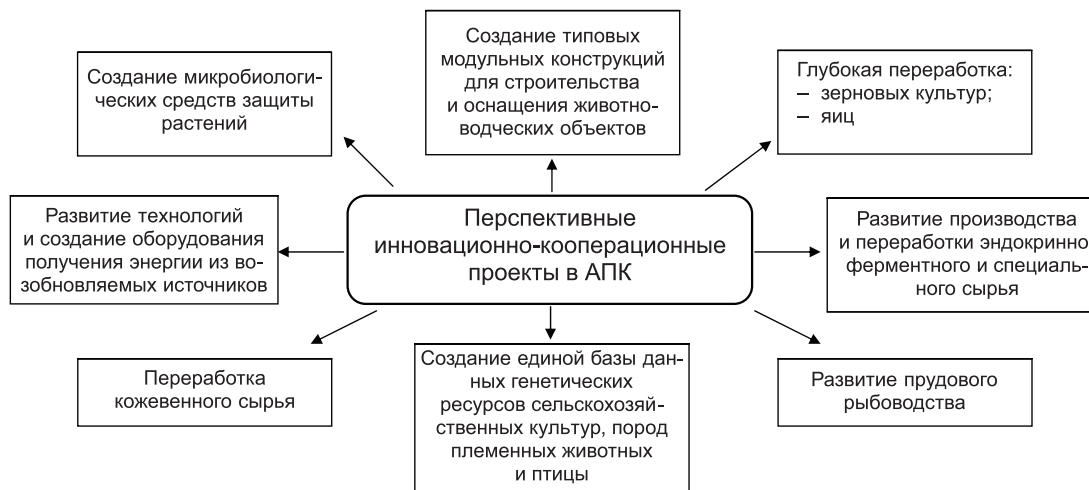 Создание микробиологи-
ческих средств защиты
растений
Создание типовых
модульных конструкций
для строительства
и оснащения животно-
водческих объектов
Глубокая переработка:
– зерновых культур;
– яиц
Развитие технологий
и создание оборудования
получения энергии из во-
зобновляемых источников
Перспективные
инновационно-кооперационные
проекты в АПК
Развитие производства
и переработки эндокринно
ферментного и специаль-
ного сырья
Переработка
кожевенного сырья
Создание единой базы дан-
ных генетических
ресурсов сельскохозяй-
ственных культур, пород
племенных животных
и птицы
Развитие прудового
рыбоводства